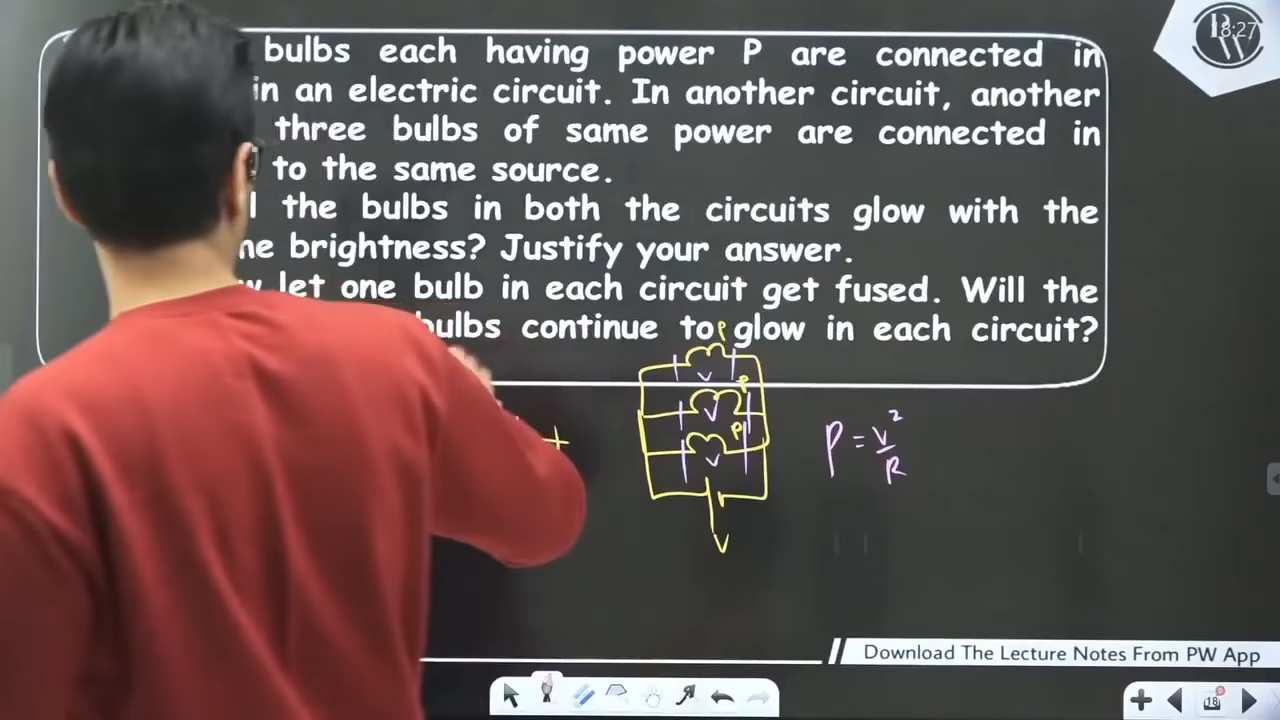 bulbs each having power P are connected in
in an electric circuit. In another circuit, another
three bulbs of same power are connected in
to the same source.
the bulbs in both the circuits glow with the
brightness? Justify your answer.
let one bulb in each circuit get fused. Will the
bulbs continue to glow in each circuit?
P
V
P
V
P
V
V
P = V²/R
+
18:27
PW
Download The Lecture Notes From PW App
18